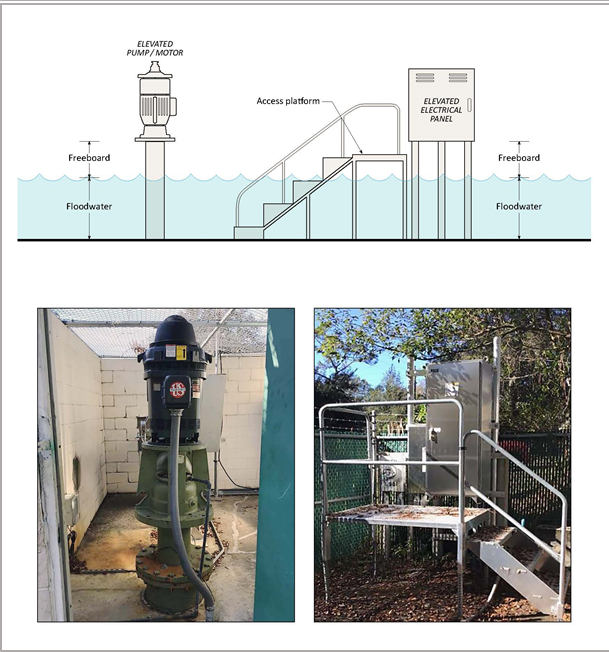 ELEVATED
PUMP / MOTOR
Access platform
ELEVATED
ELECTRICAL
PANEL
Freeboard
Freeboard
Floodwater
Floodwater